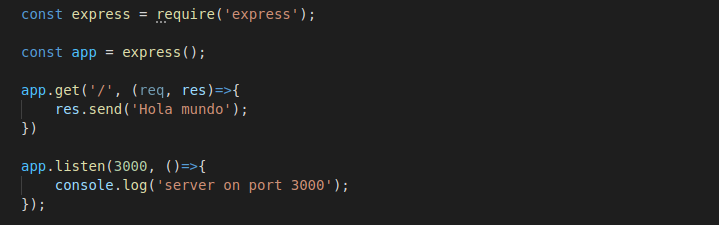 const express = require('express');
const app = express();
app.get('/', (req, res)=>{
    res.send('Hola mundo');
})
app.listen(3000, ()=>{
    console.log('server on port 3000');
});